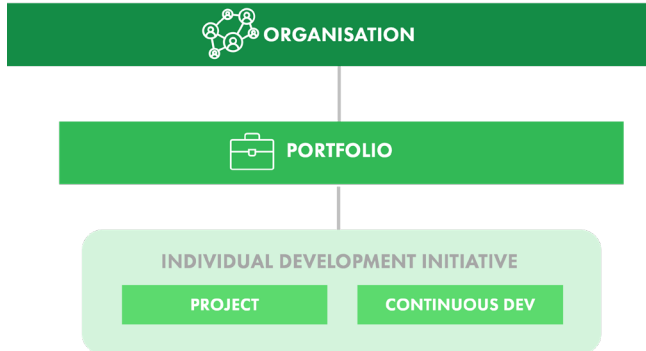 ORGANISATION
PORTFOLIO
INDIVIDUAL DEVELOPMENT INITIATIVE
PROJECT
CONTINUOUS DEV